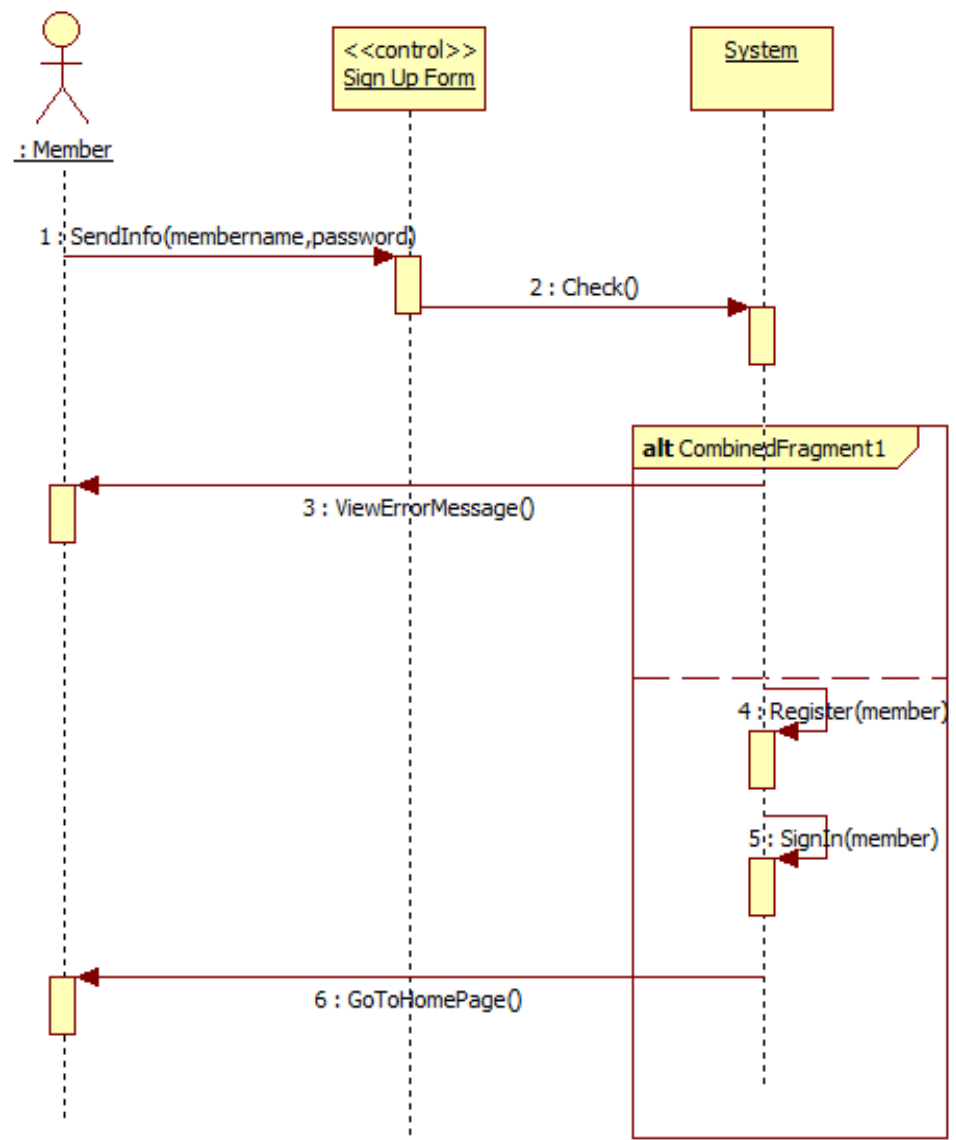 <<control>>
Sign Up Form
System
: Member
1 : SendInfo(membername,password)
2 : Check()
alt CombinedFragment1
3 : ViewErrorMessage()
4 : Register(member)
5 : SignIn(member)
6 : GoToHomePage()